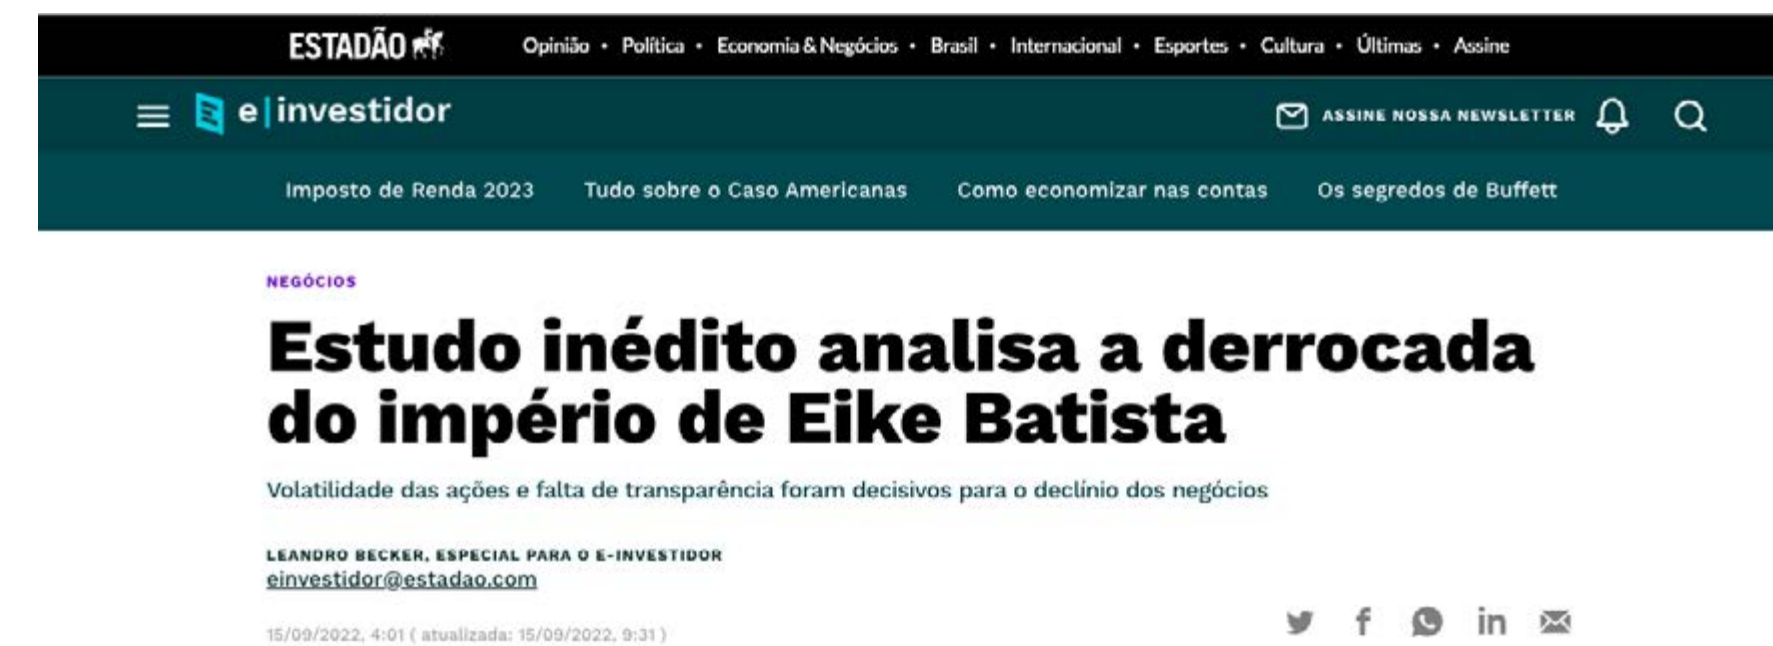 ESTADÃO Opinião • Política • Economia & Negócios • Brasil • Internacional • Esportes • Cultura • Últimas • Assine
e|investidor ASSINE NOSSA NEWSLETTER
Imposto de Renda 2023 Tudo sobre o Caso Americanas Como economizar nas contas Os segredos de Buffett
NEGÓCIOS
Estudo inédito analisa a derrocada
do império de Eike Batista
Volatilidade das ações e falta de transparência foram decisivos para o declínio dos negócios
LEANDRO BECKER, ESPECIAL PARA O E-INVESTIDOR
einvestidor@estadao.com
15/09/2022, 4:01 ( atualizada: 15/09/2022, 9:31 )